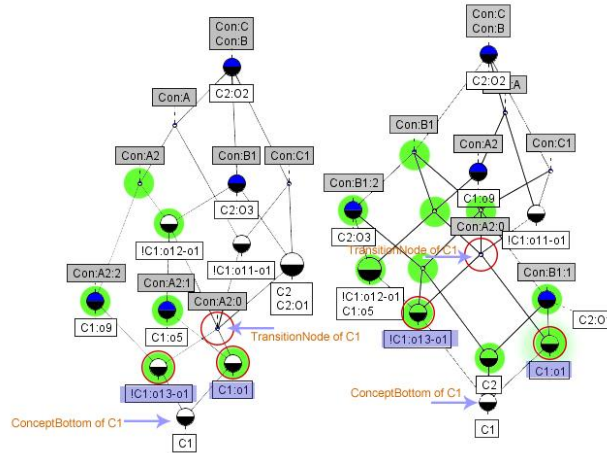 Con:C
Con:B
C2:O2
Con:A
Con:A2
Con:B1
Con:C1
C2:O3
!C1:o12-o1
!C1:o11-o1
Con:A2:2
Con:A2:1
Con:A2:0
C2
C2:O1
C1:o9
C1:o5
TransitionNode of C1
!C1:o13-o1
C1:o1
ConceptBottom of C1
C1
Con:C
Con:B
C2:O2
Con:B1
Con:A2
Con:C1
Con:B1:2
C1:o9
C2:O3
Con:A2:0
!C1:o11-o1
TransitionNode of C1
!C1:o12-o1
C1:o5
Con:B1:1
!C1:o13-o1
C2
C1:o1
ConceptBottom of C1
C1